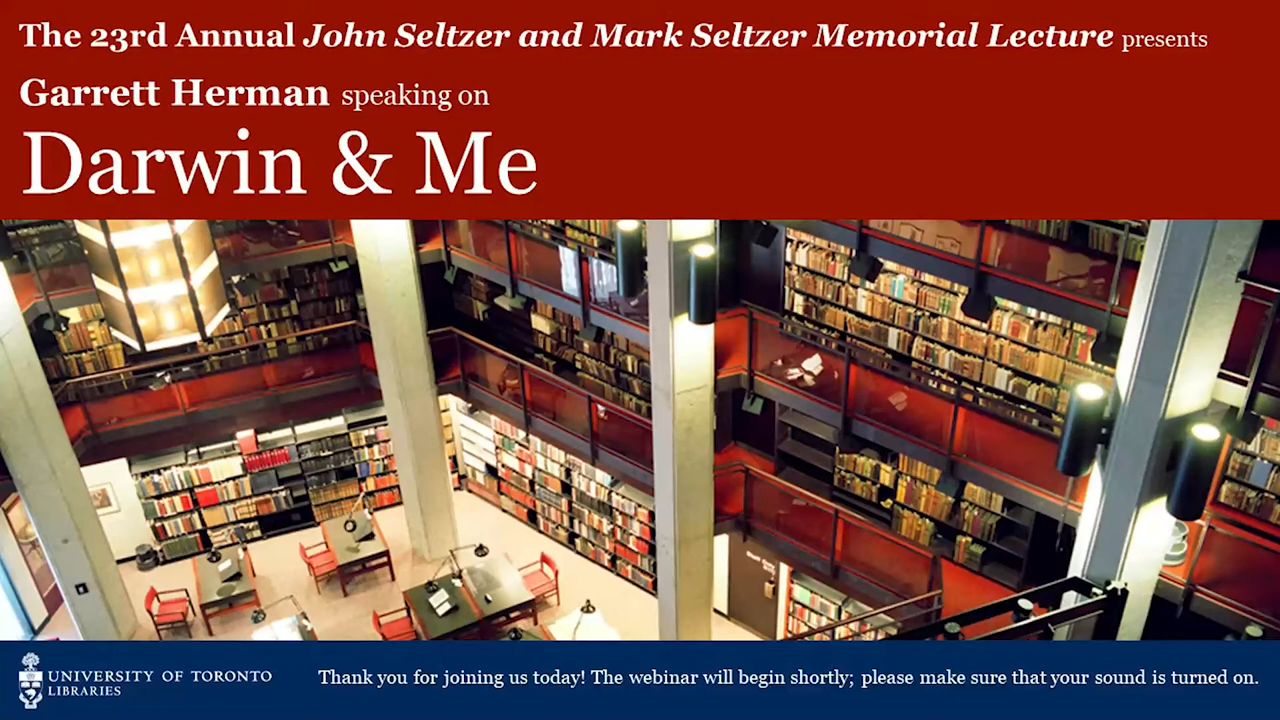 The 23rd Annual John Seltzer and Mark Seltzer Memorial Lecture presents
Garrett Herman speaking on
Darwin & Me
UNIVERSITY OF TORONTO
LIBRARIES
Thank you for joining us today! The webinar will begin shortly; please make sure that your sound is turned on.